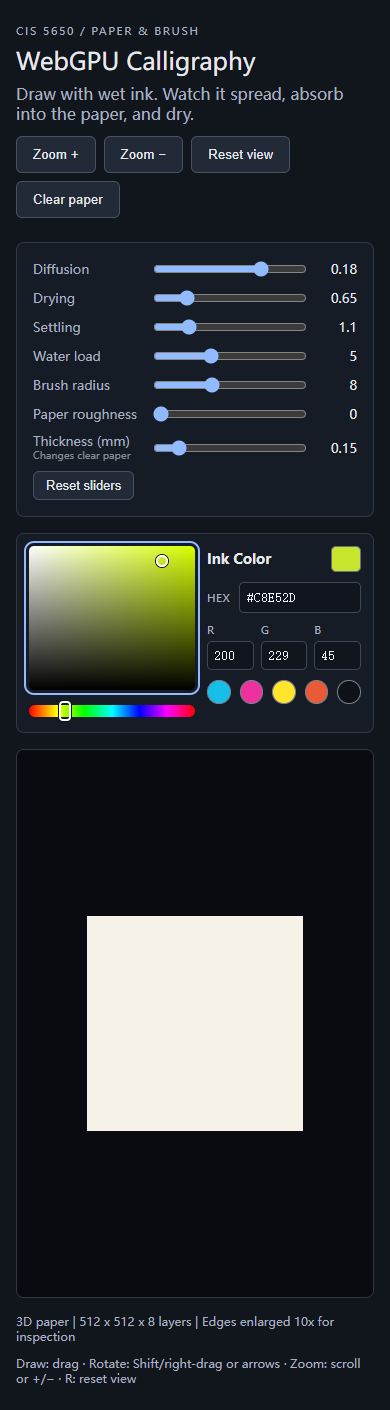 CIS 5650 / PAPER & BRUSH
WebGPU Calligraphy
Draw with wet ink. Watch it spread, absorb
into the paper, and dry.
Zoom +
Zoom −
Reset view
Clear paper
Diffusion 0.18
Drying 0.65
Settling 1.1
Water load 5
Brush radius 8
Paper roughness 0
Thickness (mm) 0.15
Changes clear paper
Reset sliders
Ink Color
HEX #C8E52D
R G B
200 229 45
3D paper | 512 x 512 x 8 layers | Edges enlarged 10x for
inspection
Draw: drag · Rotate: Shift/right-drag or arrows · Zoom: scroll
or +/− · R: reset view